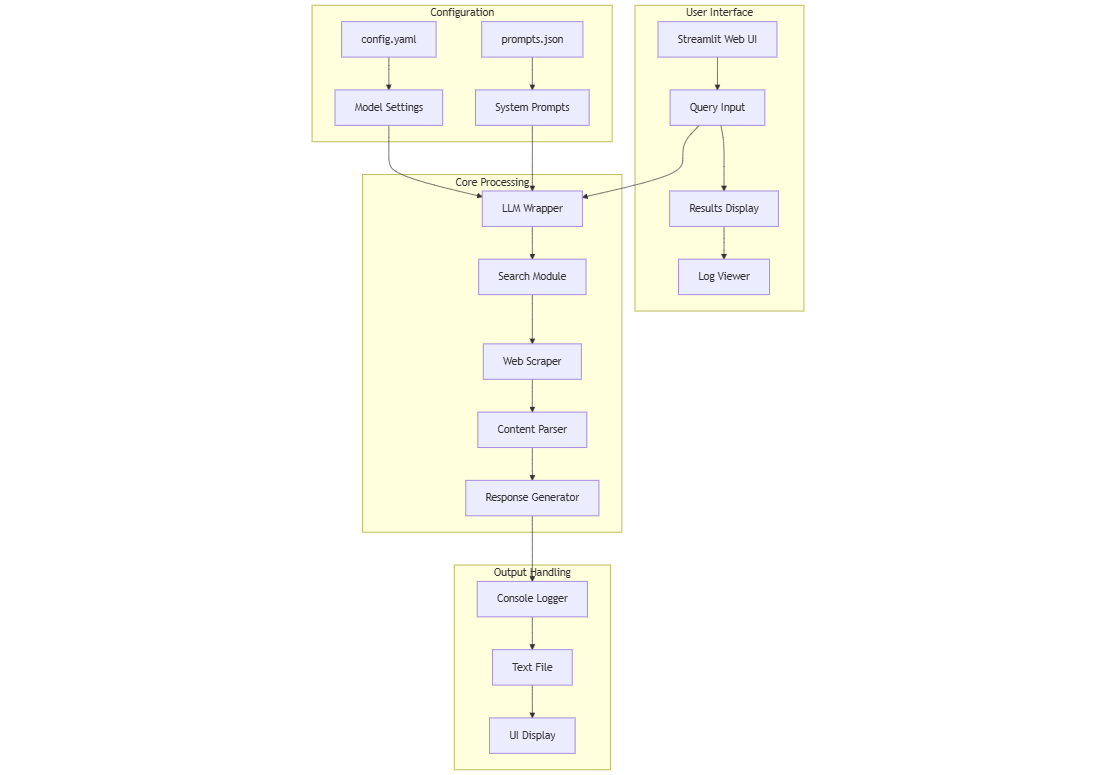 Configuration
config.yaml
prompts.json
Model Settings
System Prompts
User Interface
Streamlit Web UI
Query Input
Results Display
Log Viewer
Core Processing
LLM Wrapper
Search Module
Web Scraper
Content Parser
Response Generator
Output Handling
Console Logger
Text File
UI Display